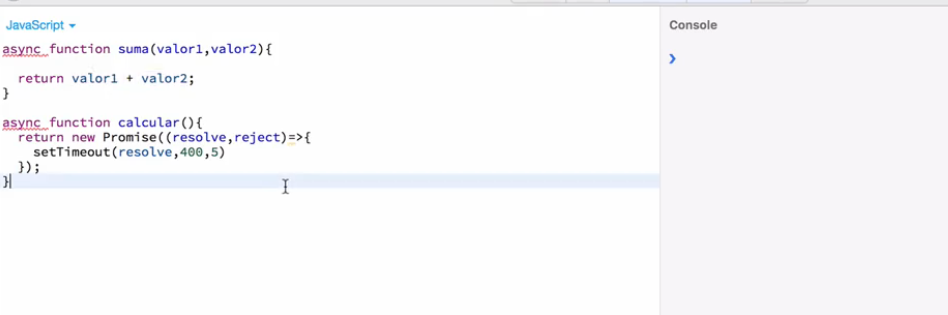 JavaScript
Console
async function suma(valor1,valor2){
return valor1 + valor2;
}
async function calcular(){
return new Promise((resolve,reject)=>{
setTimeout(resolve,400,5)
});
}